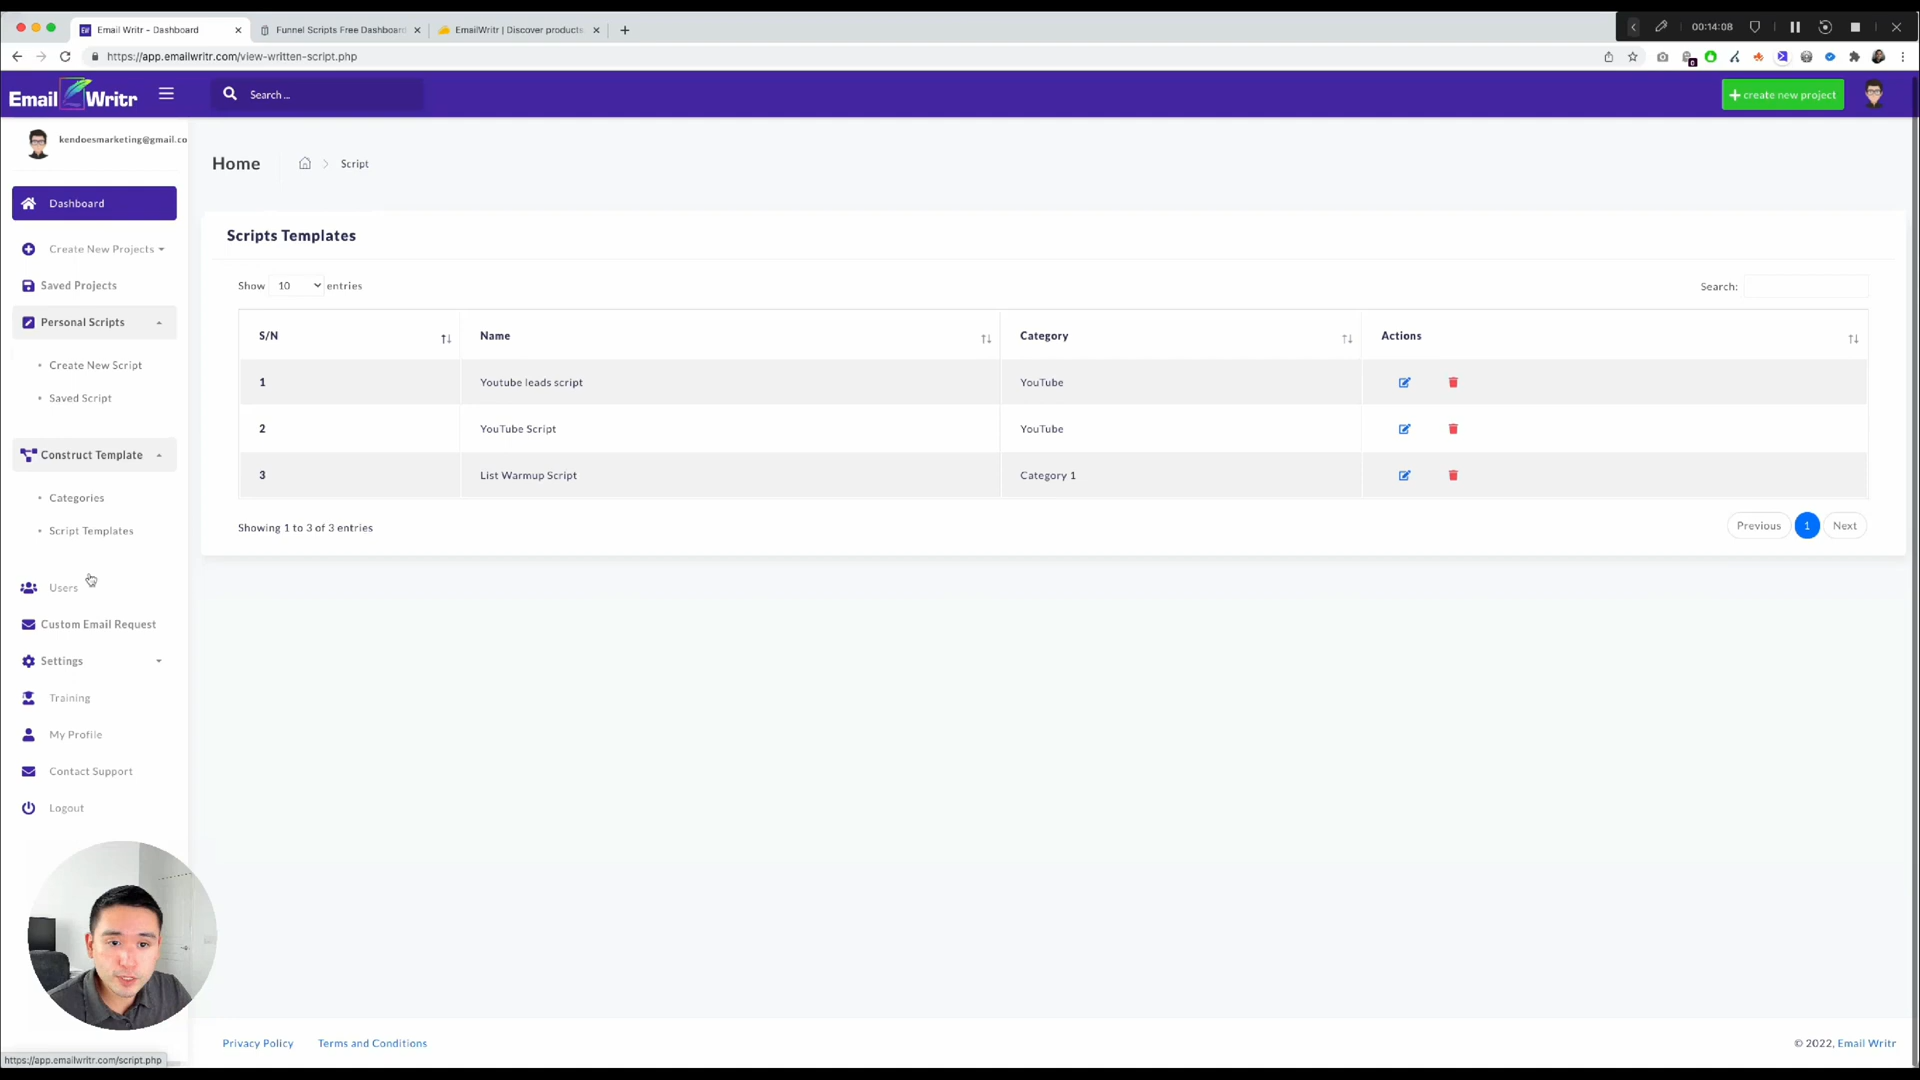 Email Writr - Dashboard
Funnel Scripts Free Dashboard
EmailWritr | Discover products.
00:14:08
https://app.emailwritr.com/view-written-script.php
Email Writr
Search ...
create new project
kendoesmarketing@gmail.co
Home
Script
Dashboard
Create New Projects
Saved Projects
Personal Scripts
Create New Script
Saved Script
Construct Template
Categories
Script Templates
Users
Custom Email Request
Settings
Training
My Profile
Contact Support
Logout
Scripts Templates
Show 10 entries
Search:
S/N Name Category Actions
1 Youtube leads script YouTube
2 YouTube Script YouTube
3 List Warmup Script Category 1
Showing 1 to 3 of 3 entries
Previous 1 Next
Privacy Policy Terms and Conditions
© 2022, Email Writr
https://app.emailwritr.com/script.php